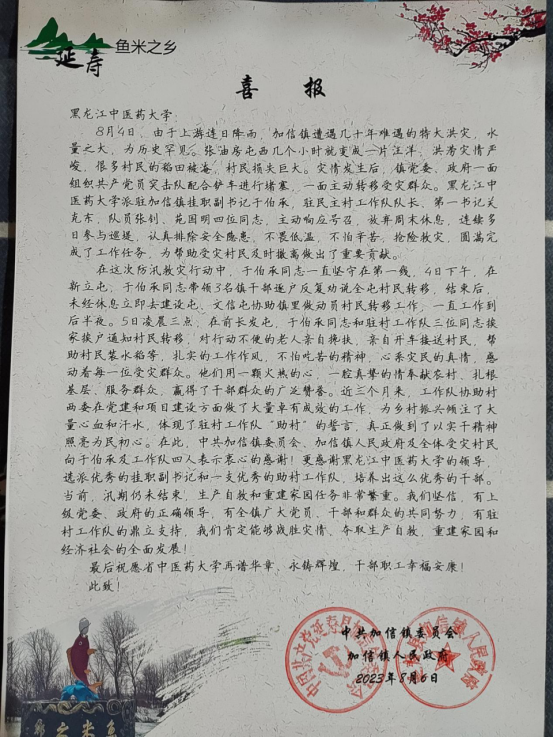 延寿 鱼米之乡
喜 报
黑龙江中医药大学：
8月4日，由于上游连日降雨，加信镇遭遇几十年难遇的特大洪灾，水
量之大，为历史罕见。张油房屯西几个小时就变成一片汪洋，洪涝灾情严
峻，很多村民的稻田被淹，村民损失巨大。灾情发生后，镇党委、政府一面
组织共产党员突击队配合铲车进行堵塞，一面主动转移受灾群众。黑龙江中
医药大学派驻加信镇挂职副书记于伯承，驻民主村工作队队长、第一书记关
克东，队员张钊、苑国明四位同志，主动响应号召，放弃周末休息，连续多
日参与巡堤，认真排除安全隐患，不畏低温，不怕辛苦，抢险救灾，圆满完
成了工作任务，为帮助受灾村民及时撤离做出了重要贡献。
在这次防汛救灾行动中，于伯承同志一直坚守在第一线，4日下午，在
新立屯，于伯承同志带领3名镇干部逐户反复劝说全屯村民转移，结束后，
未经休息立即去建设屯、文信屯协助镇里做动员村民转移工作，一直工作到
后半夜。5日凌晨三点，在前长发屯，于伯承同志和驻村工作队三位同志挨
家挨户通知村民转移，对行动不便的老人亲自搀扶，亲自开车接送村民，帮
助村民装水稻等，扎实的工作作风，不怕吃苦的精神，心系灾民的真情，感
动着每一位受灾群众。他们用一颗火热的心，一腔真挚的情奉献农村，扎根
基层，服务群众，赢得了干部群众的广泛赞誉。近三个月来，工作队协助村
两委在党建和项目建设方面做了大量卓有成效的工作，为乡村振兴倾注了大
量心血和汗水，体现了驻村工作队“助村”的誓言，真正做到了以实干精神
照亮为民初心。在此，中共加信镇委员会、加信镇人民政府及全体受灾村民
向于伯承及工作队四人表示衷心的感谢！更感谢黑龙江中医药大学的领导，
选派优秀的挂职副书记和一支优秀的助村工作队，培养出这么优秀的干部。
当前，汛期仍未结束，生产自救和重建家园任务非常繁重。我们坚信，有上
级党委、政府的正确领导，有全镇广大党员、干部和群众的共同努力，有驻
村工作队的鼎立支持，我们肯定能够战胜灾情、夺取生产自救，重建家园和
经济社会的全面发展！
最后祝愿省中医药大学再谱华章、永铸辉煌，干部职工幸福安康！
此致！
中共加信镇委员会
加信镇人民政府
2023年8月6日
鱼米之乡